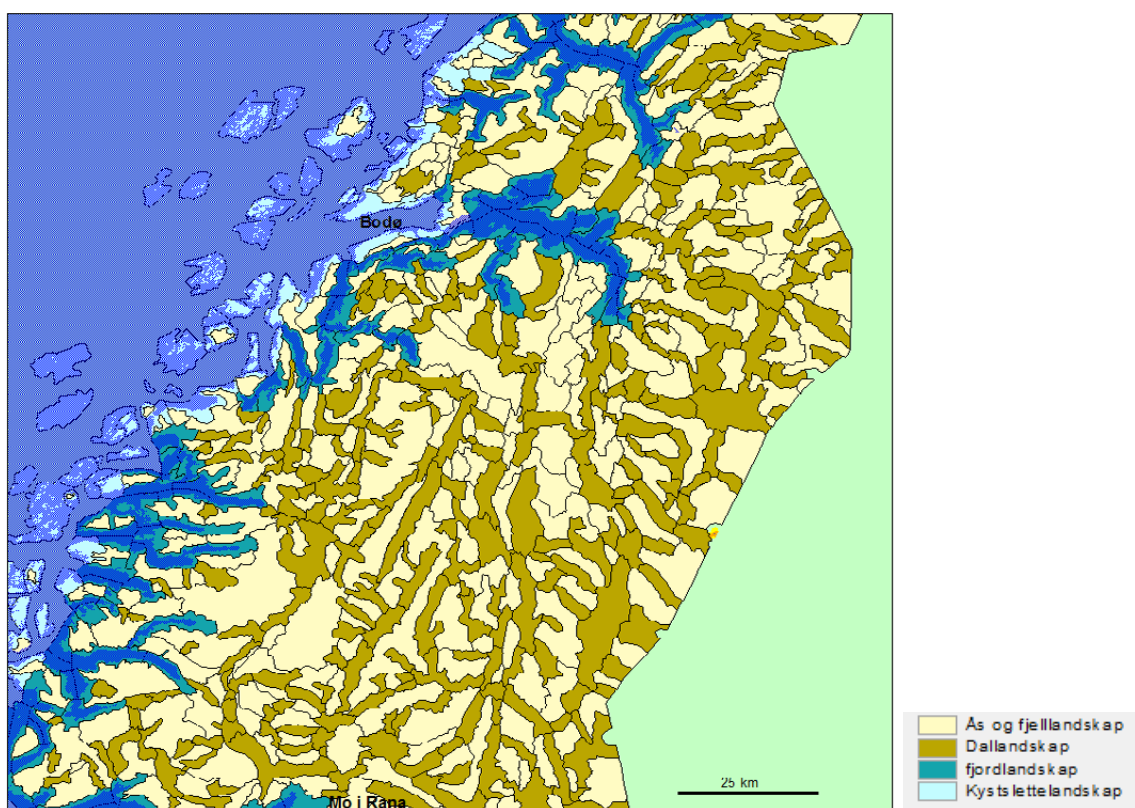 Bodø
Mo i Rana
25 km
Ås og fjelllandskap
Dallandskap
fjordlandskap
Kystslettelandskap